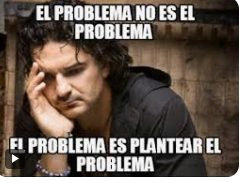 EL PROBLEMA NO ES EL
PROBLEMA
EL PROBLEMA ES PLANTEAR EL
PROBLEMA